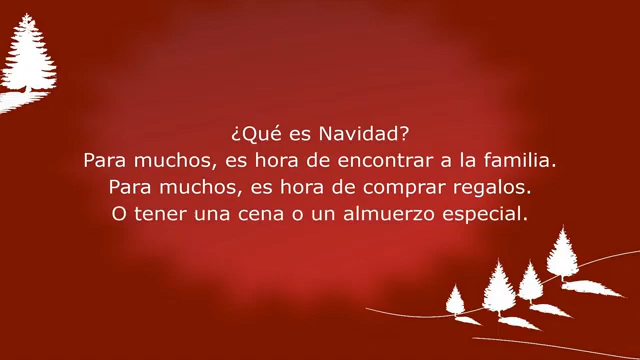 ¿Qué es Navidad?
Para muchos, es hora de encontrar a la familia.
Para muchos, es hora de comprar regalos.
O tener una cena o un almuerzo especial.